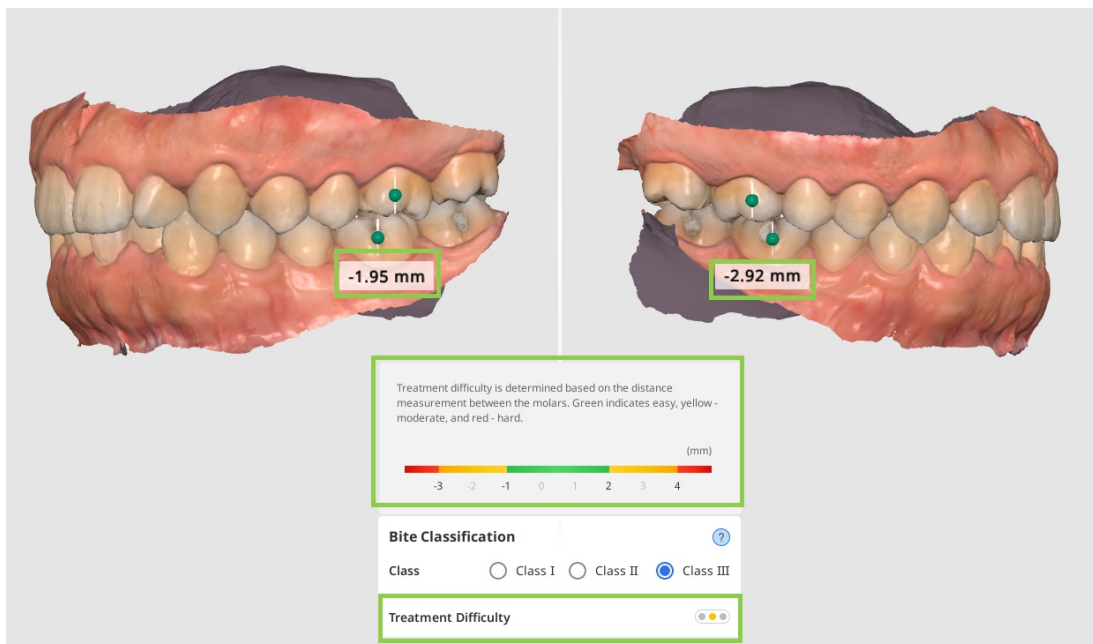 -1.95 mm
-2.92 mm
Treatment difficulty is determined based on the distance
measurement between the molars. Green indicates easy, yellow -
moderate, and red - hard.
(mm)
-3 -2 -1 0 1 2 3 4
Bite Classification ?
Class Class I Class II Class III
Treatment Difficulty